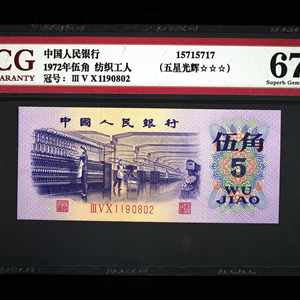 CG
ARANTY
中国人民银行
1972年伍角 纺织工人
冠号：ⅢⅤⅩ1190802
15715717
（五星光辉☆☆☆）
67
Superb Gem
中国人民银行
伍角
5
WU
JIAO
ⅢⅤⅩ1190802